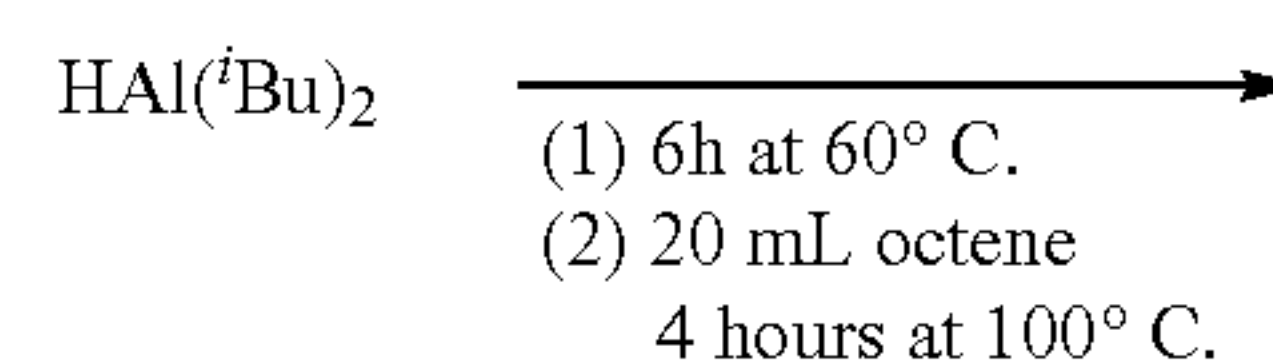 HAl(ⁱBu)₂
(1) 6h at 60° C.
(2) 20 mL octene
4 hours at 100° C.